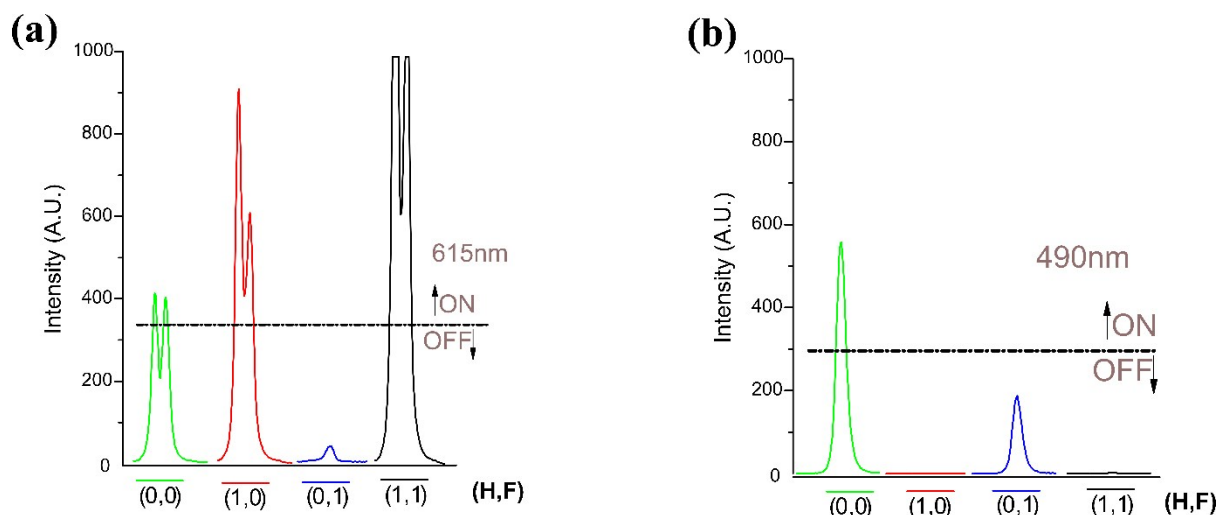 (a)
1000
800
600
400
200
0
Intensity (A.U.)
615nm
ON
OFF
(0,0) (1,0) (0,1) (1,1) (H,F)
(b)
1000
800
600
400
200
0
Intensity (A.U.)
490nm
ON
OFF
(0,0) (1,0) (0,1) (1,1) (H,F)